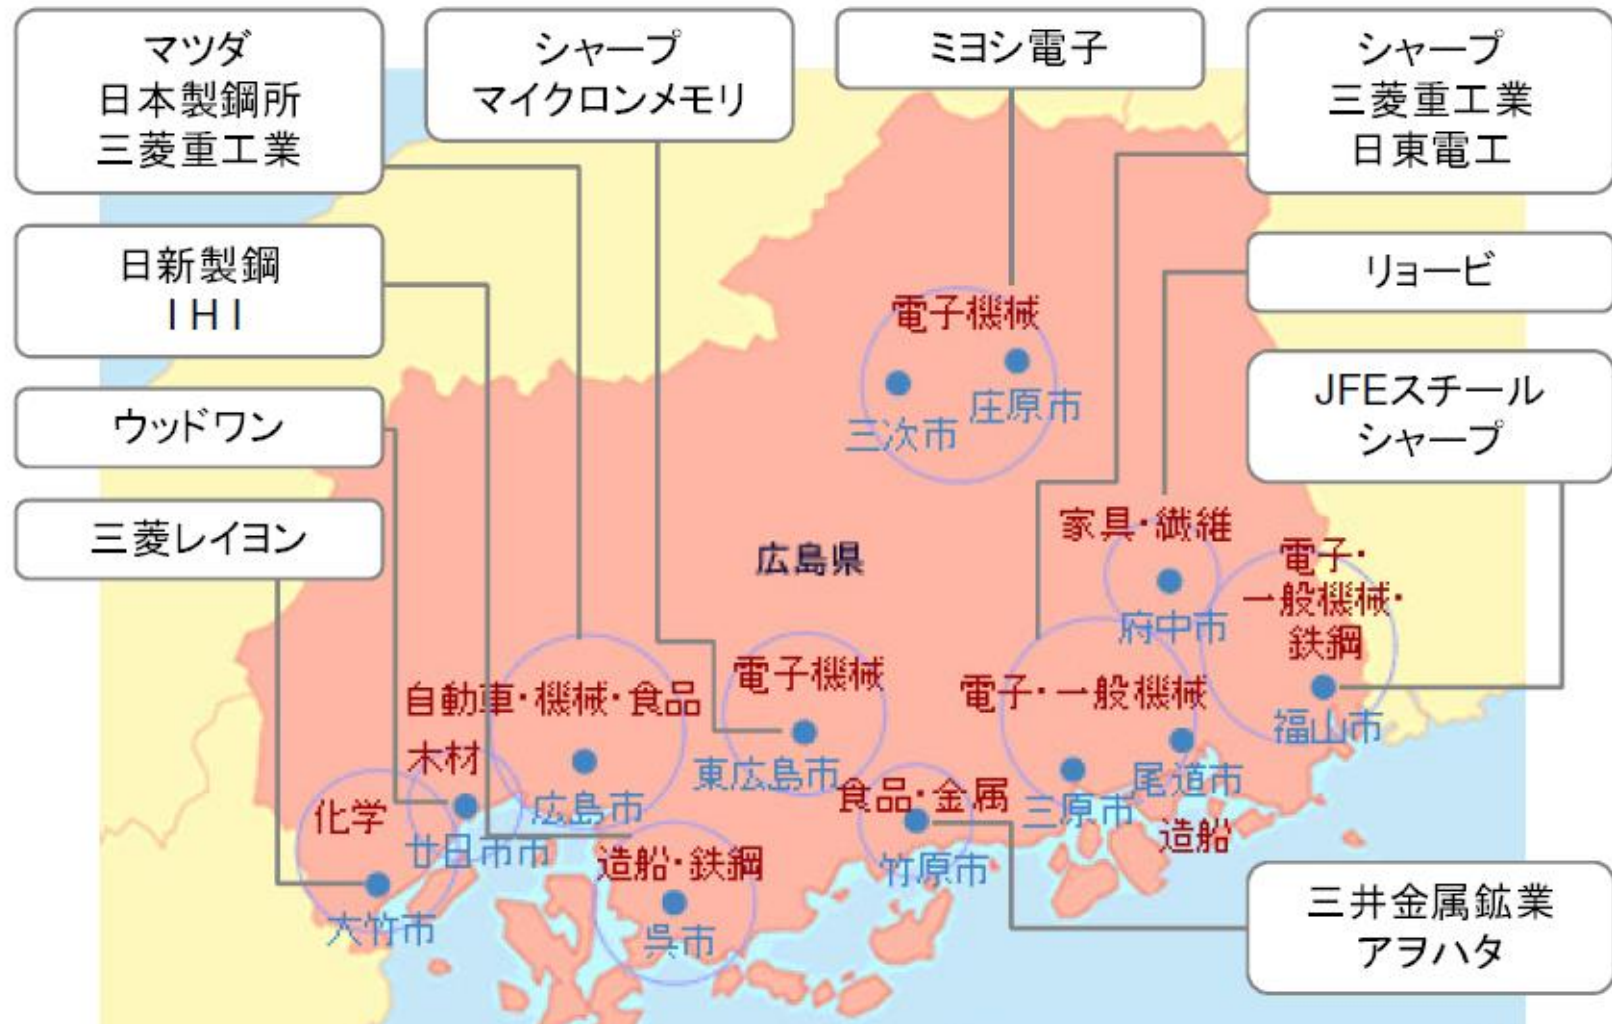 マツダ
日本製鋼所
三菱重工業
シャープ
マイクロンメモリ
ミヨシ電子
シャープ
三菱重工業
日東電工
日新製鋼
IHI
リョービ
ウッドワン
JFEスチール
シャープ
三菱レイヨン
電子機械
庄原市
三次市
広島県
家具・繊維
府中市
電子・
一般機械・
鉄鋼
福山市
自動車・機械・食品
広島市
電子機械
東広島市
電子・一般機械
尾道市
三原市
造船
木材
廿日市市
化学
大竹市
造船・鉄鋼
呉市
食品・金属
竹原市
三井金属鉱業
アヲハタ